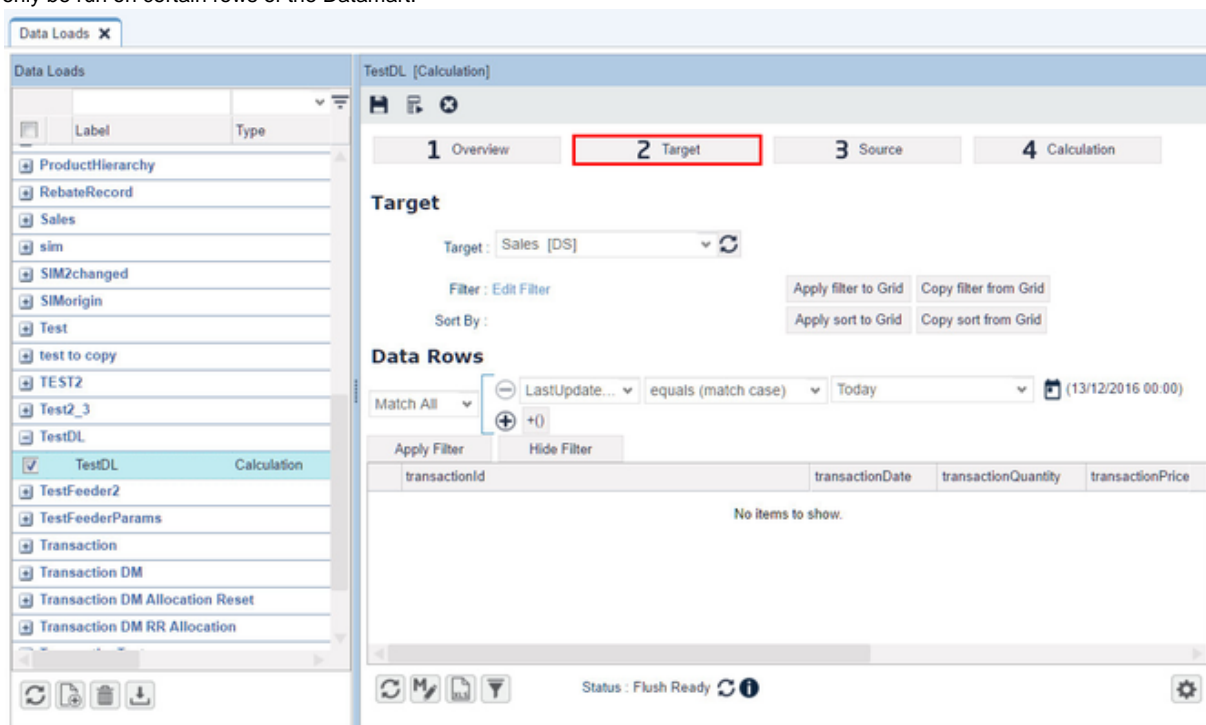 only be run on certain rows of the Datamart.
Data Loads
Data Loads
Label Type
ProductHierarchy
RebateRecord
Sales
sim
SIM2changed
SIMorigin
Test
test to copy
TEST2
Test2_3
TestDL
TestDL Calculation
TestFeeder2
TestFeederParams
Transaction
Transaction DM
Transaction DM Allocation Reset
Transaction DM RR Allocation
TestDL [Calculation]
1 Overview 2 Target 3 Source 4 Calculation
Target
Target : Sales [DS]
Filter : Edit Filter Apply filter to Grid Copy filter from Grid
Sort By : Apply sort to Grid Copy sort from Grid
Data Rows
Match All LastUpdate... equals (match case) Today (13/12/2016 00:00)
+()
Apply Filter Hide Filter
transactionId transactionDate transactionQuantity transactionPrice
No items to show.
Status : Flush Ready